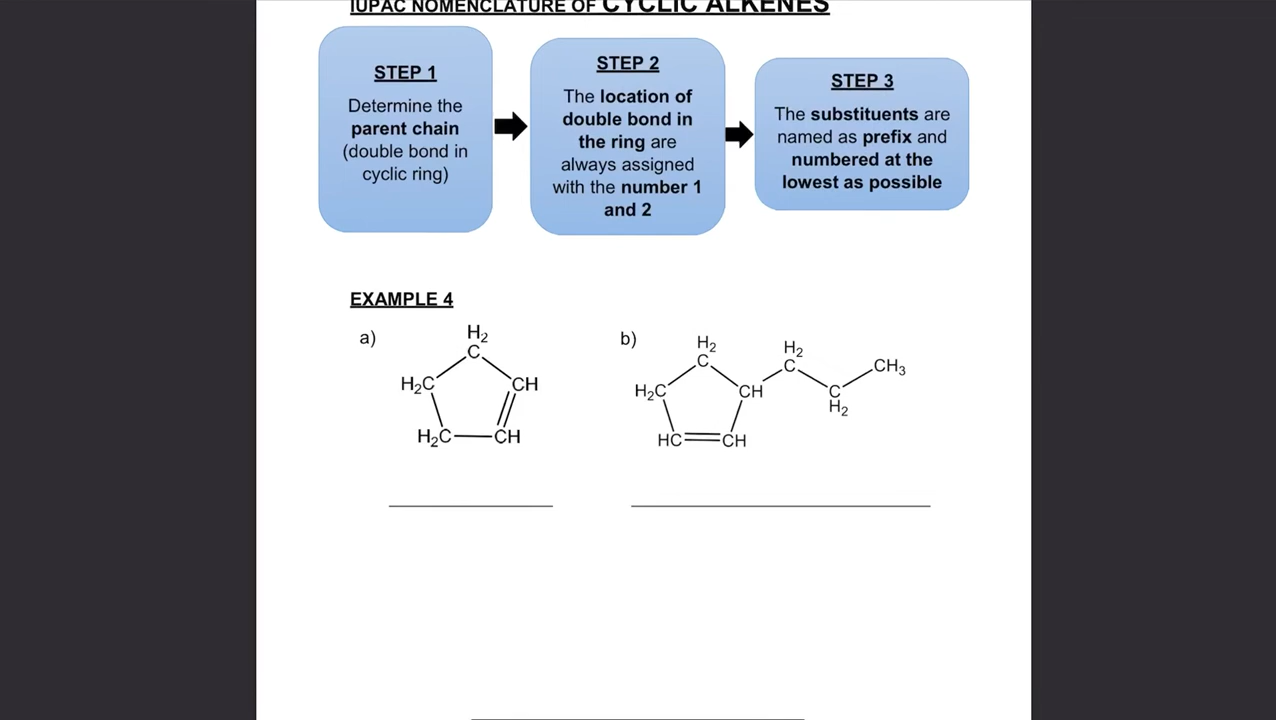 IUPAC NOMENCLATURE OF CYCLIC ALKENES
STEP 1
Determine the
parent chain
(double bond in
cyclic ring)
STEP 2
The location of
double bond in
the ring are
always assigned
with the number 1
and 2
STEP 3
The substituents are
named as prefix and
numbered at the
lowest as possible
EXAMPLE 4
a)
H₂
C
H₂C
CH
H₂C
CH
b)
H₂
C
H₂C
CH
HC
CH
H₂
C
C
H₂
CH₃